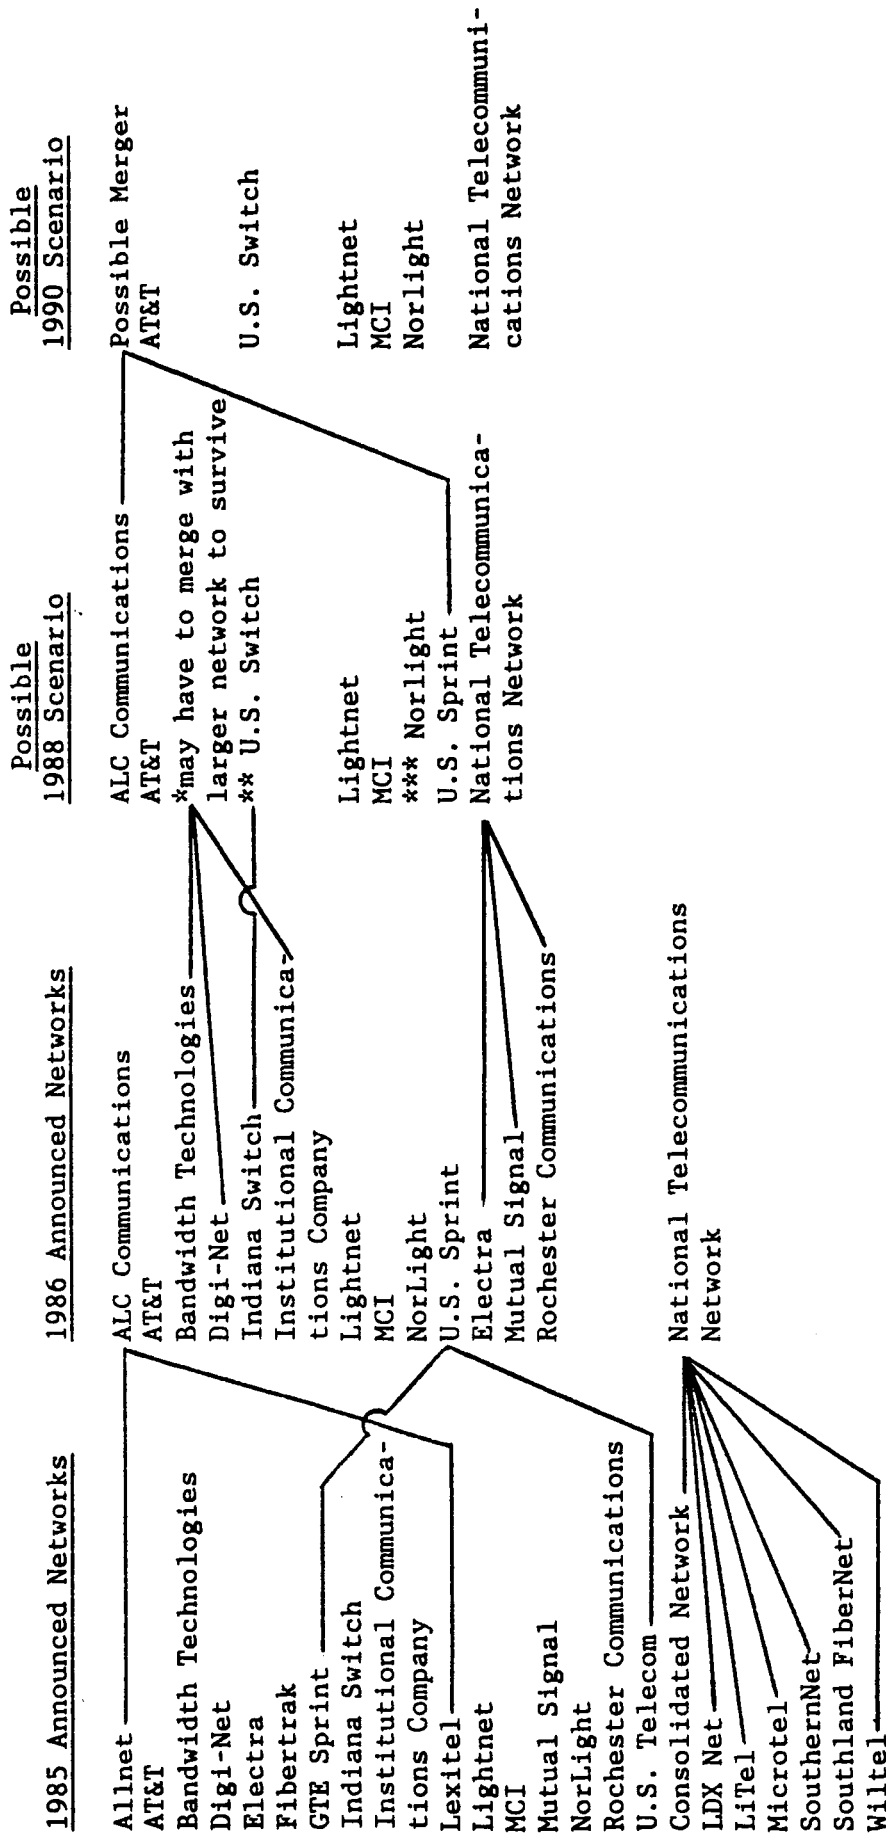 1985 Announced Networks
Allnet
AT&T
Bandwidth Technologies
Digi-Net
Electra
Fibertrak
GTE Sprint
Indiana Switch
Institutional Communica-
tions Company
Lexitel
Lightnet
MCI
Mutual Signal
NorLight
Rochester Communications
U.S. Telecom
Consolidated Network
LDX Net
LiTel
Microtel
SouthernNet
Southland FiberNet
Wiltel
1986 Announced Networks
ALC Communications
AT&T
Bandwidth Technologies
Digi-Net
Indiana Switch
Institutional Communica-
tions Company
Lightnet
MCI
NorLight
U.S. Sprint
Electra
Mutual Signal
Rochester Communications
National Telecommunications
Network
Possible
1988 Scenario
ALC Communications
AT&T
*may have to merge with
larger network to survive
** U.S. Switch
Lightnet
MCI
*** Norlight
U.S. Sprint
National Telecommunica-
tions Network
Possible
1990 Scenario
Possible Merger
AT&T
U.S. Switch
Lightnet
MCI
Norlight
National Telecommuni-
cations Network